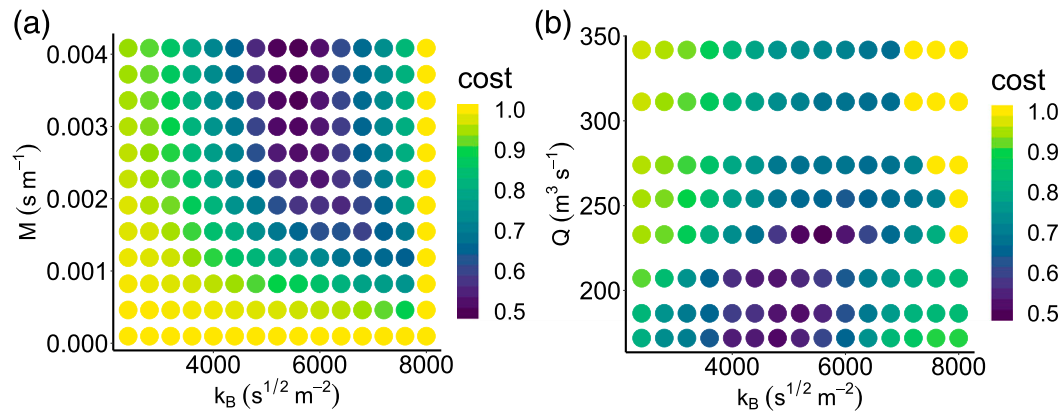 (a)
M (s m⁻¹)
0.004
0.003
0.002
0.001
0.000
4000 6000 8000
k_B (s^{1/2} m⁻²)
cost
1.0
0.9
0.8
0.7
0.6
0.5
(b)
Q (m³ s⁻¹)
350
300
250
200
4000 6000 8000
k_B (s^{1/2} m⁻²)
cost
1.0
0.9
0.8
0.7
0.6
0.5